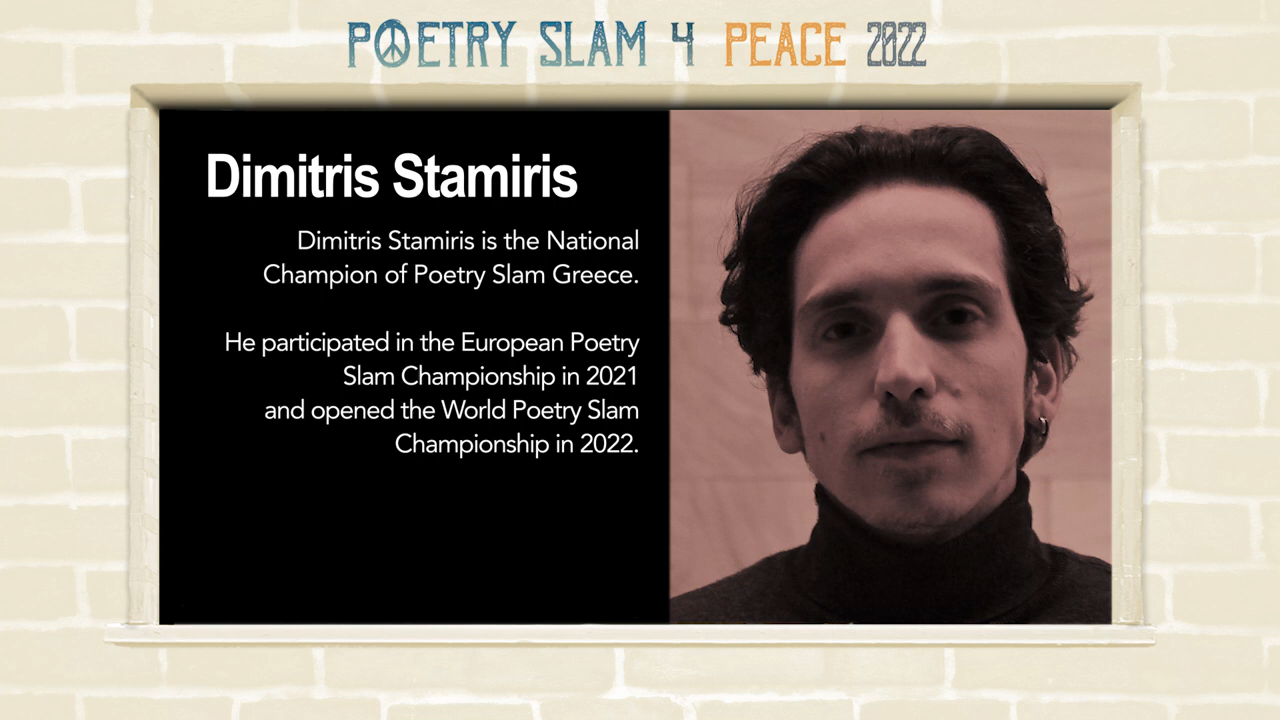 POETRY SLAM 4 PEACE 2022
Dimitris Stamiris
Dimitris Stamiris is the National
Champion of Poetry Slam Greece.
He participated in the European Poetry
Slam Championship in 2021
and opened the World Poetry Slam
Championship in 2022.